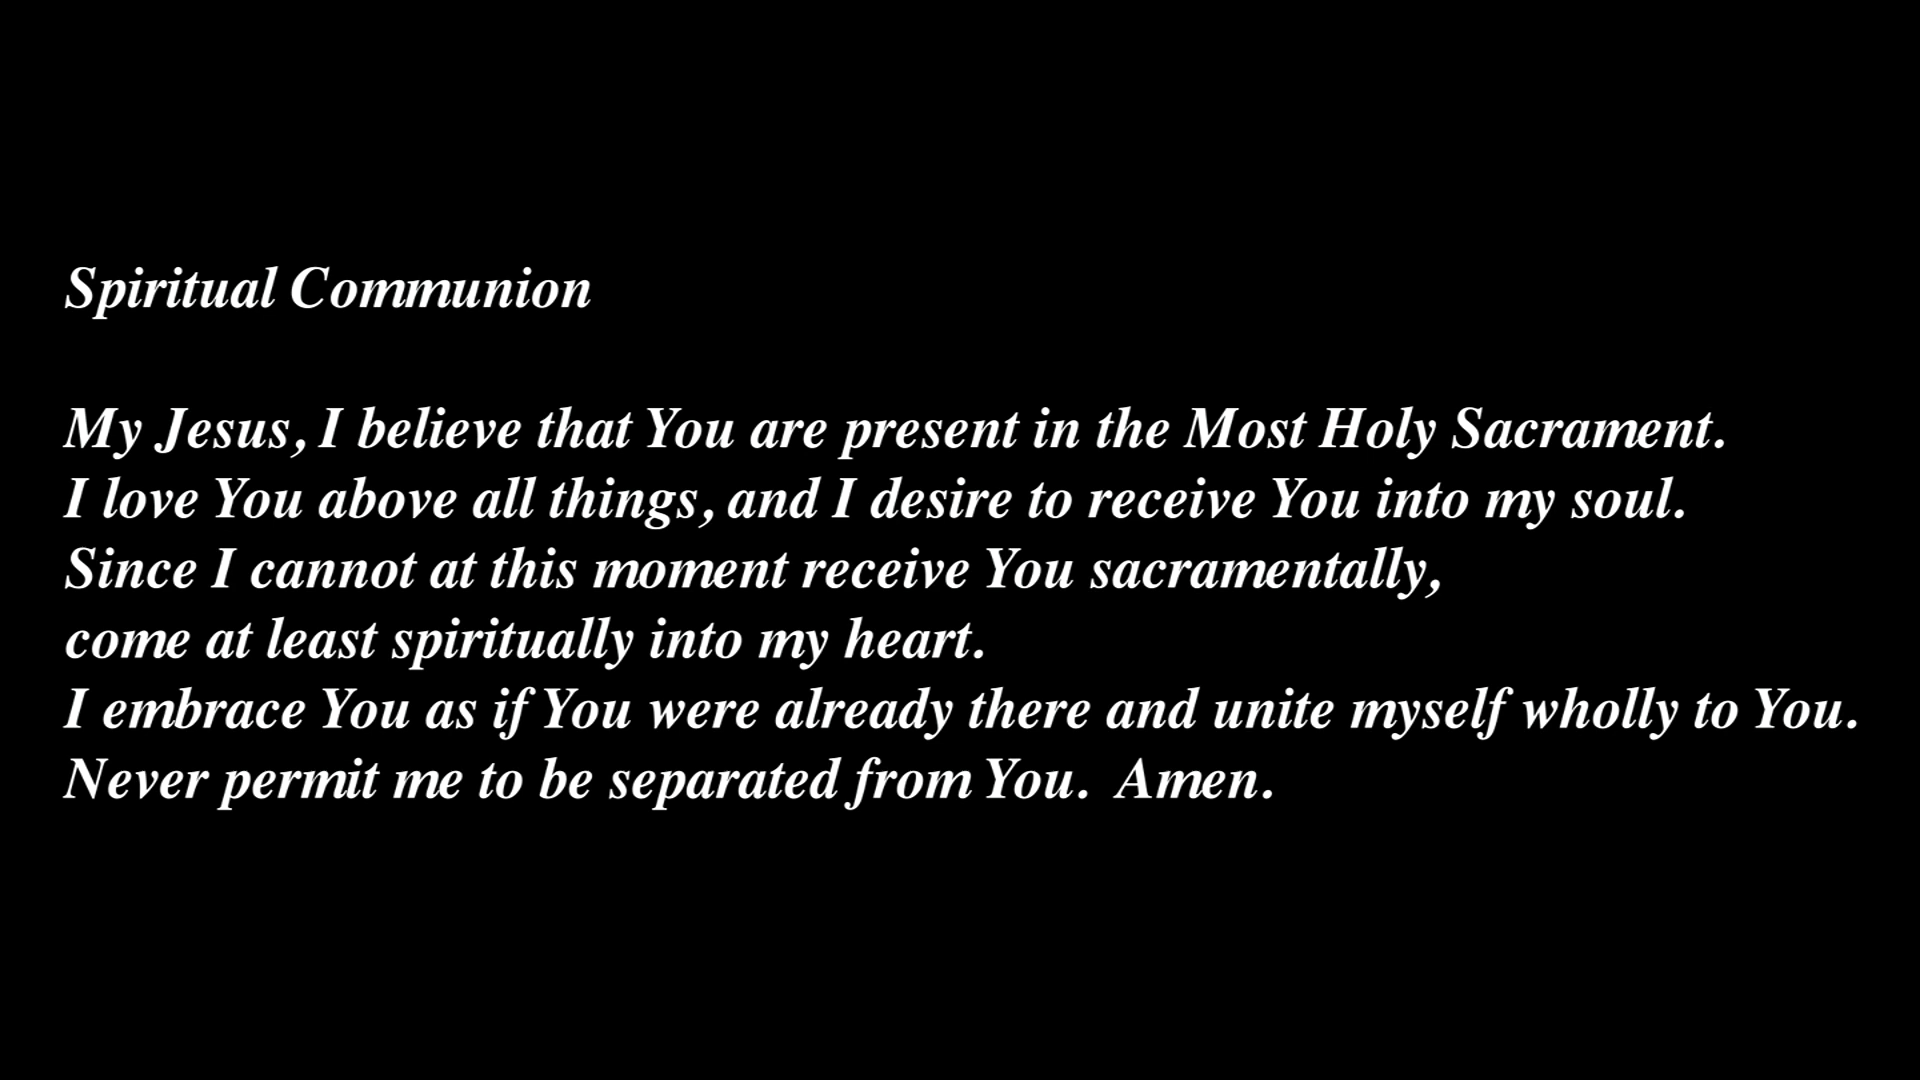 Spiritual Communion
My Jesus, I believe that You are present in the Most Holy Sacrament.
I love You above all things, and I desire to receive You into my soul.
Since I cannot at this moment receive You sacramentally,
come at least spiritually into my heart.
I embrace You as if You were already there and unite myself wholly to You.
Never permit me to be separated from You.  Amen.